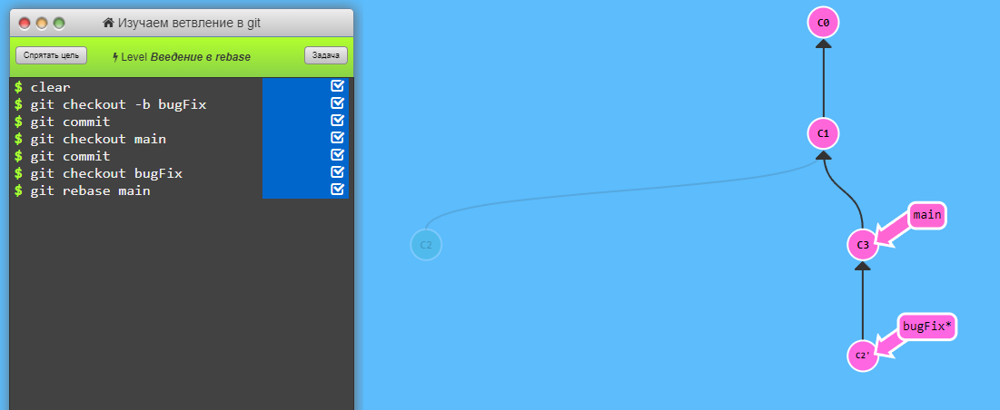 Изучаем ветвление в git
Спрятать цель
Level Введение в rebase
Задача
$ clear
$ git checkout -b bugFix
$ git commit
$ git checkout main
$ git commit
$ git checkout bugFix
$ git rebase main
C0
C1
main
C2
C3
bugFix*
C2'